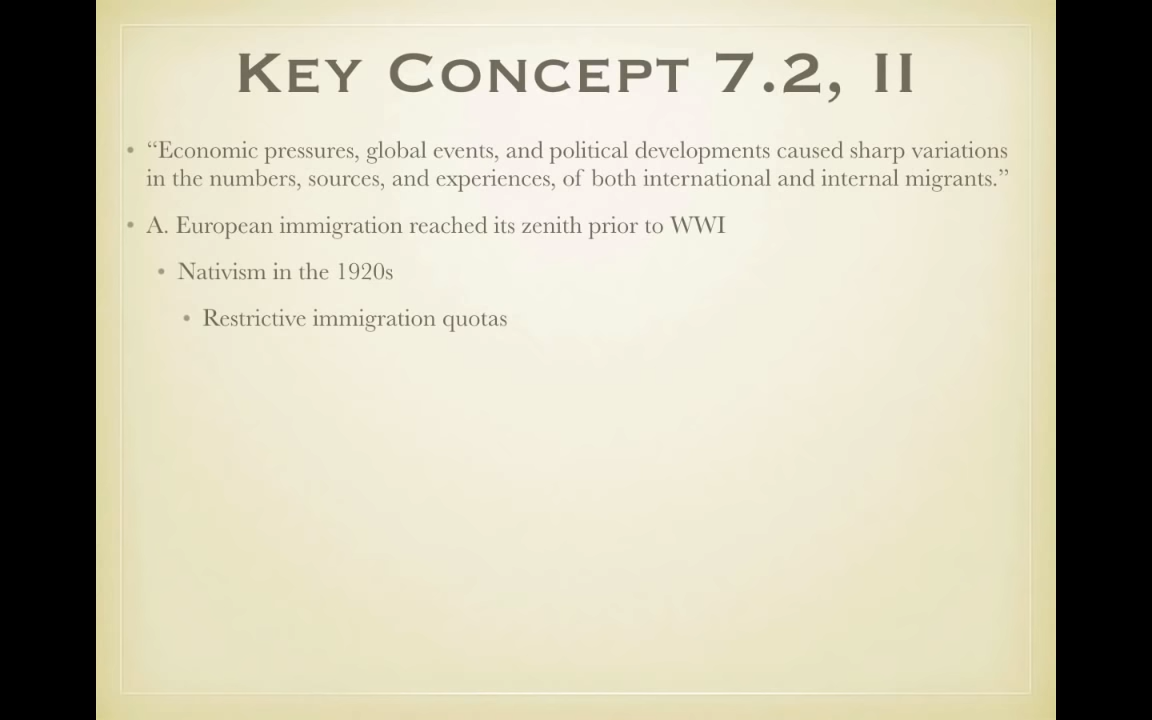 Key Concept 7.2, II
• “Economic pressures, global events, and political developments caused sharp variations
in the numbers, sources, and experiences, of both international and internal migrants.”
• A. European immigration reached its zenith prior to WWI
• Nativism in the 1920s
• Restrictive immigration quotas